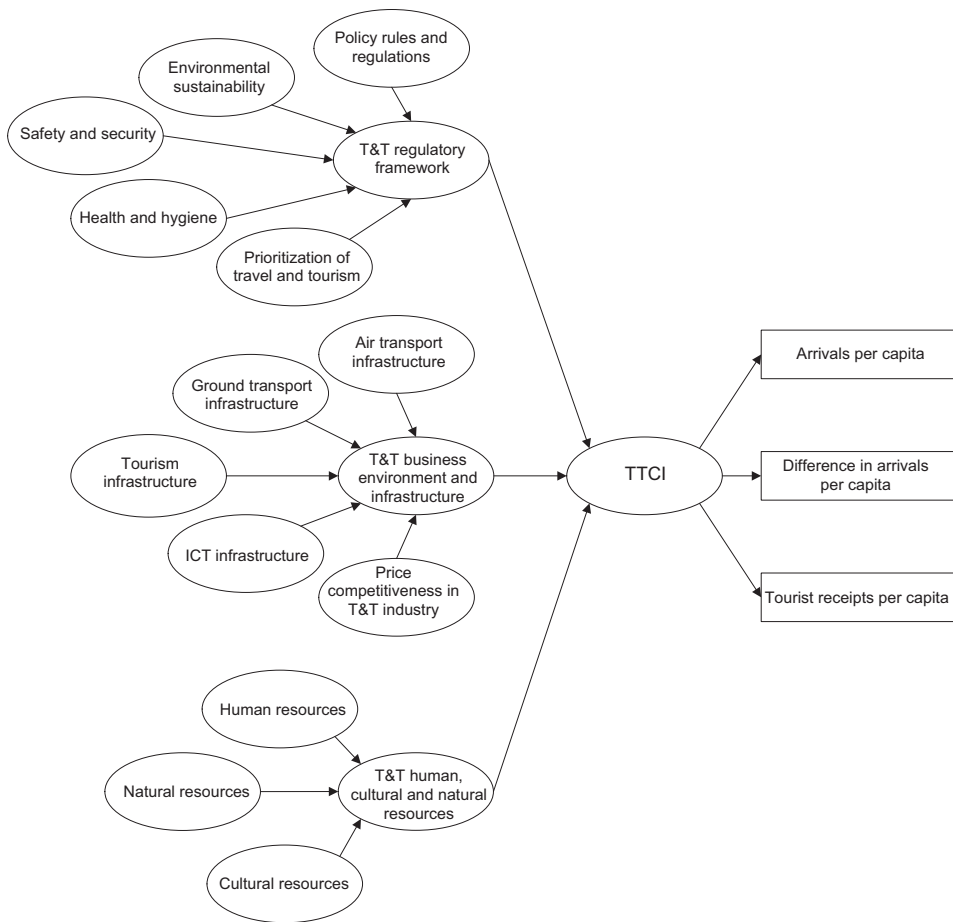 Policy rules and
regulations
Environmental
sustainability
Safety and security
T&T regulatory
framework
Health and hygiene
Prioritization of
travel and tourism
Air transport
infrastructure
Ground transport
infrastructure
Tourism
infrastructure
T&T business
environment and
infrastructure
ICT infrastructure
Price
competitiveness in
T&T industry
Human resources
Natural resources
T&T human,
cultural and natural
resources
Cultural resources
TTCI
Arrivals per capita
Difference in arrivals
per capita
Tourist receipts per capita